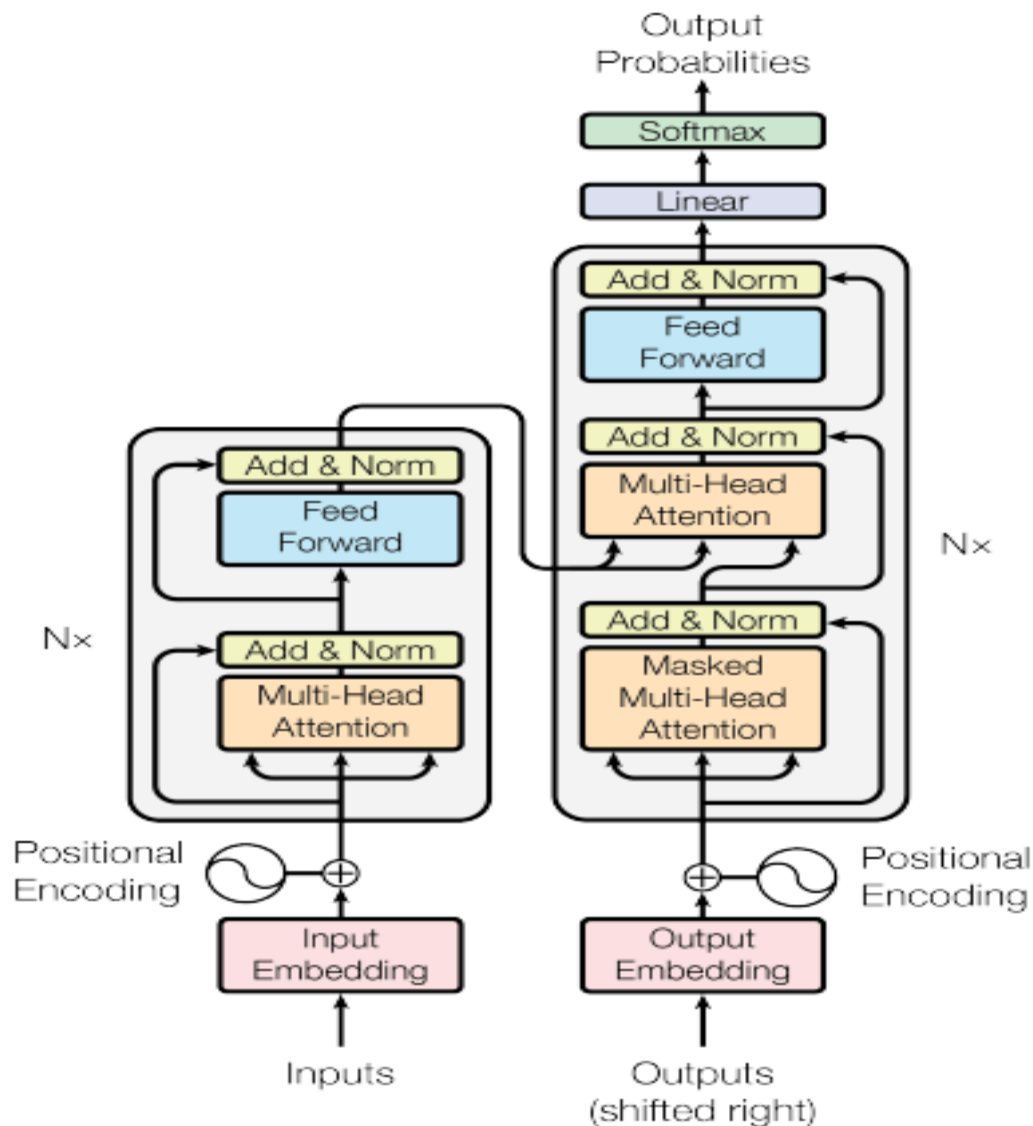 Output
Probabilities
Softmax
Linear
Add & Norm
Feed
Forward
Add & Norm
Multi-Head
Attention
Nx
Add & Norm
Masked
Multi-Head
Attention
Add & Norm
Feed
Forward
Nx
Add & Norm
Multi-Head
Attention
Positional
Encoding
Positional
Encoding
Input
Embedding
Output
Embedding
Inputs
Outputs
(shifted right)